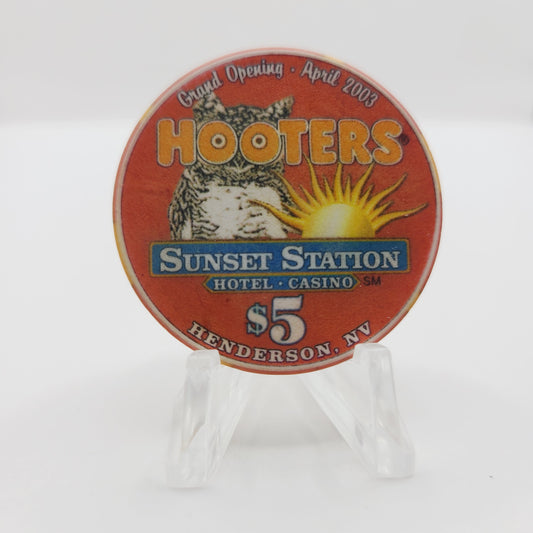 Grand Opening · April 2003
HOOTERS
SUNSET STATION
HOTEL · CASINO SM
$5
HENDERSON, NV